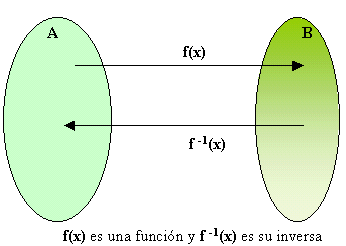 A B
f(x)
f -1(x)
f(x) es una función y f -1(x) es su inversa